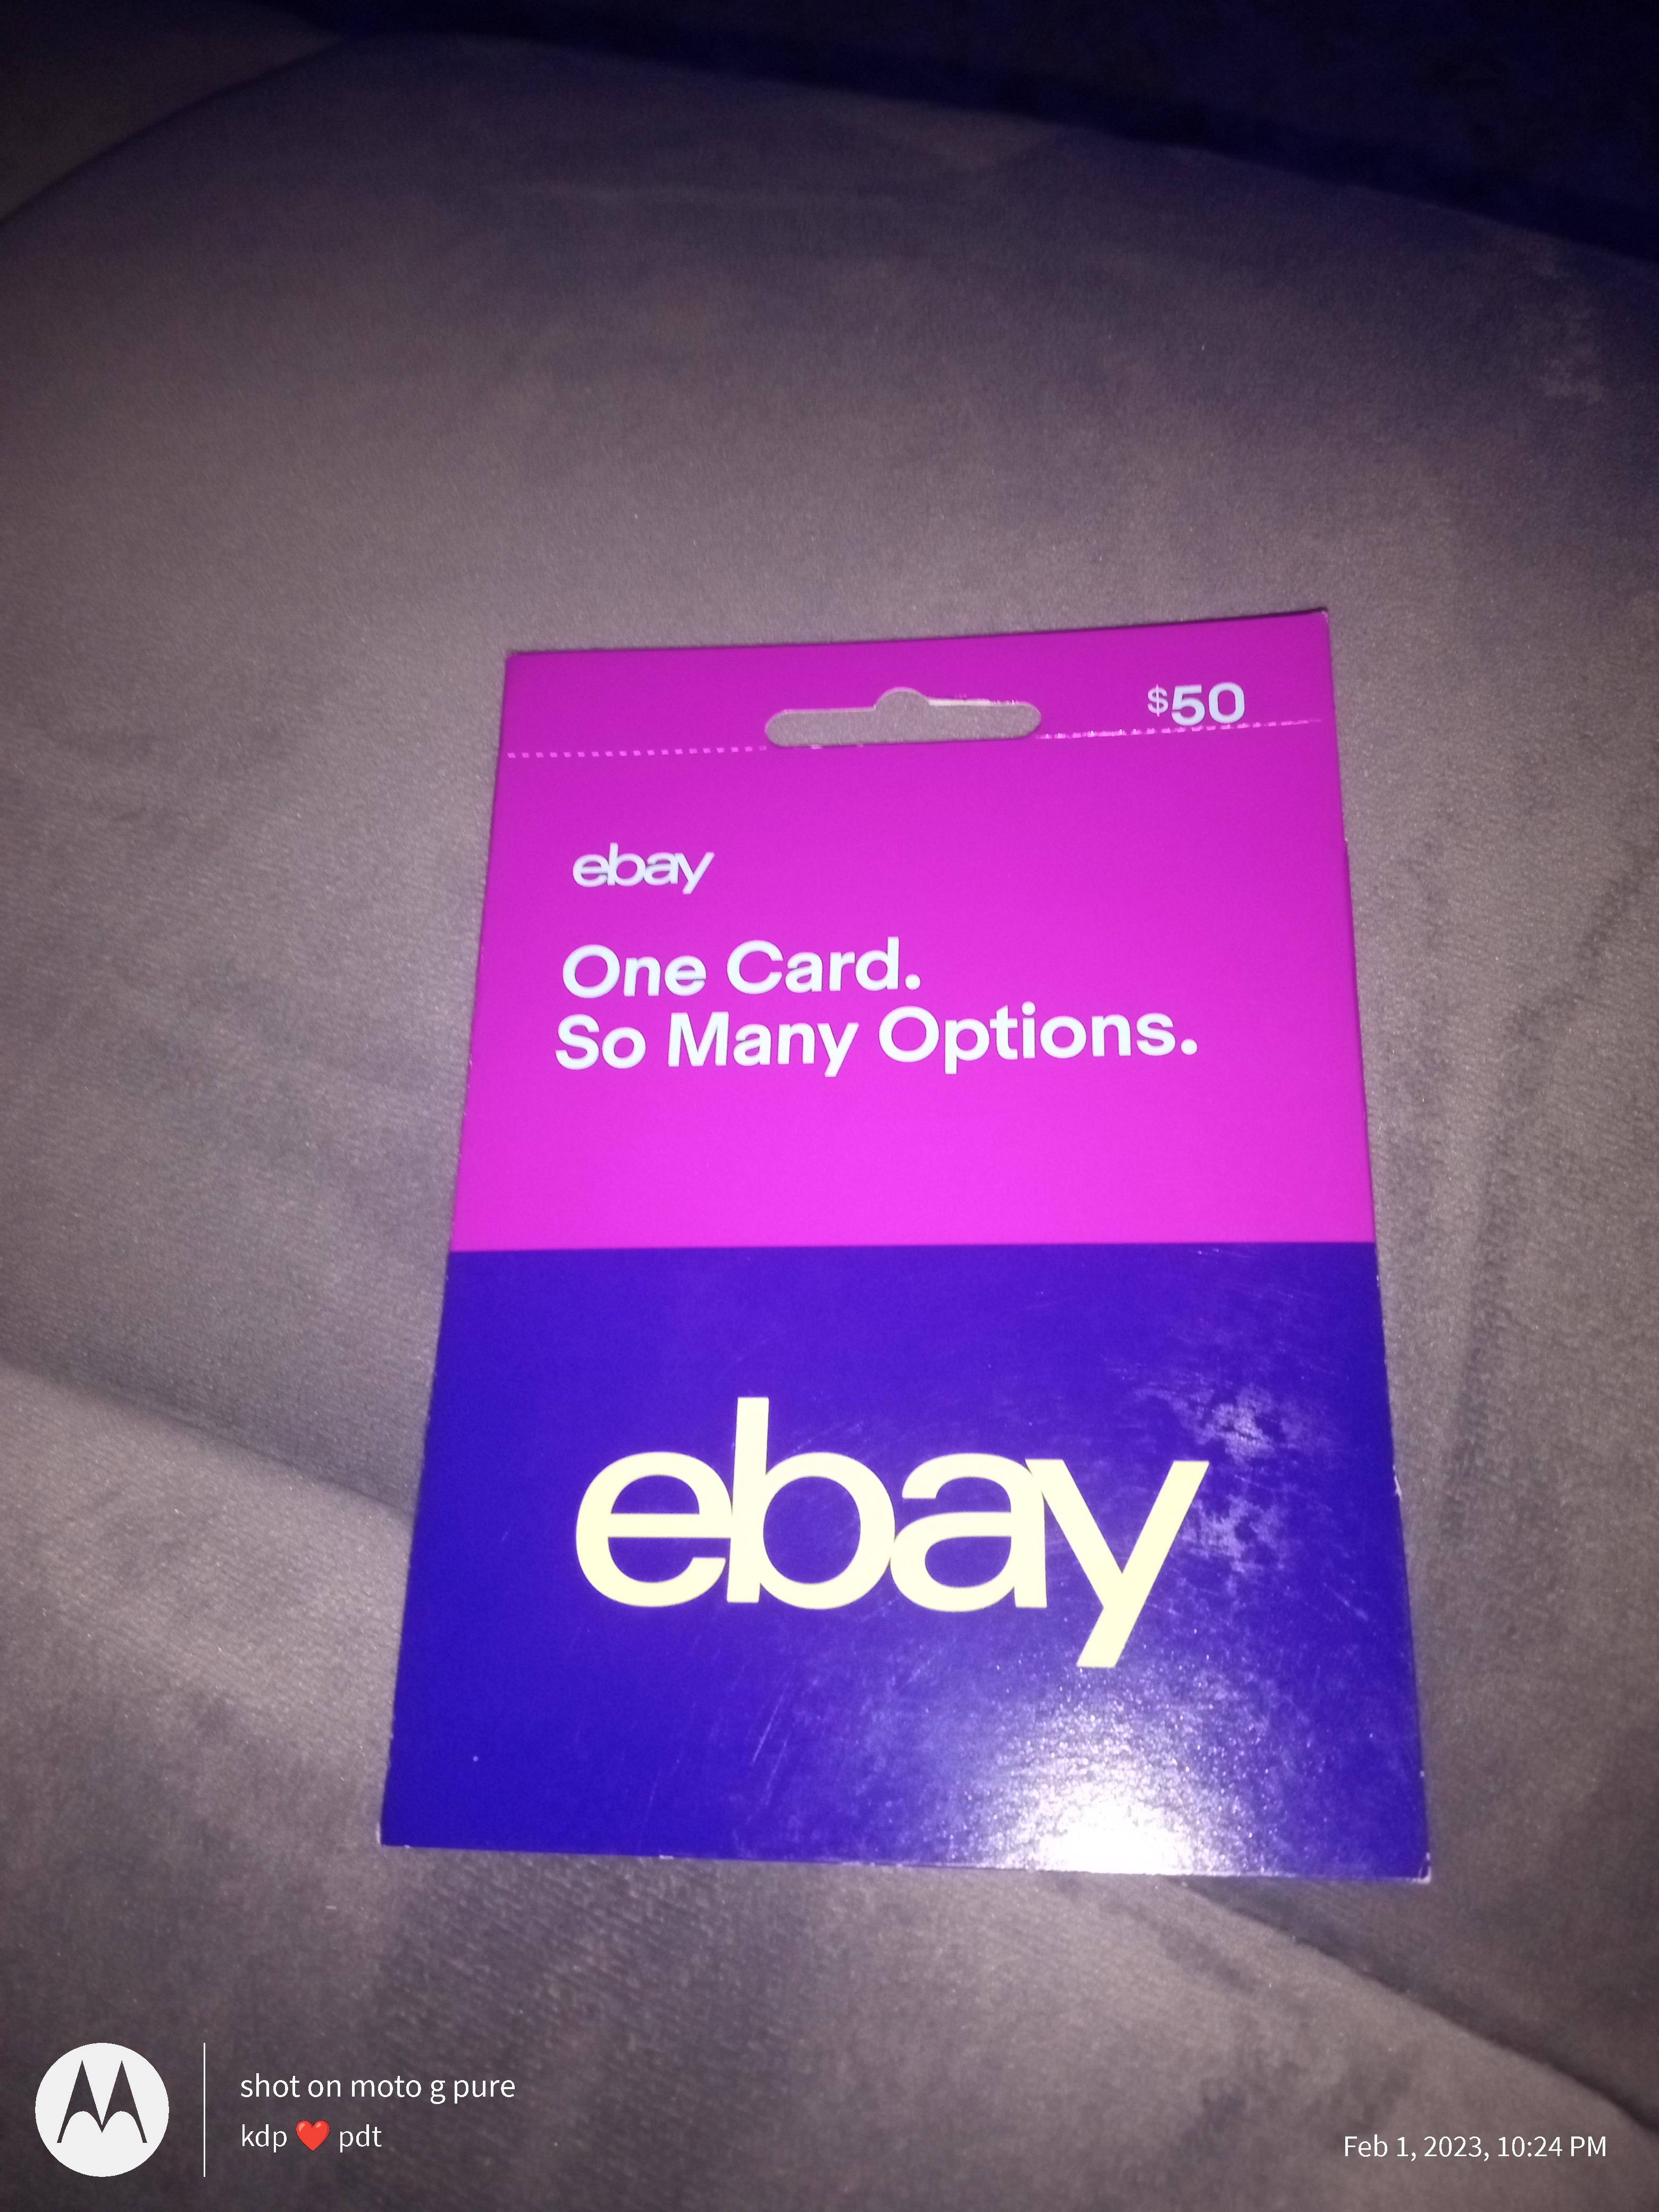 $50
ebay
One Card.
So Many Options.
ebay
shot on moto g pure
kdp ❤️ pdt
Feb 1, 2023, 10:24 PM